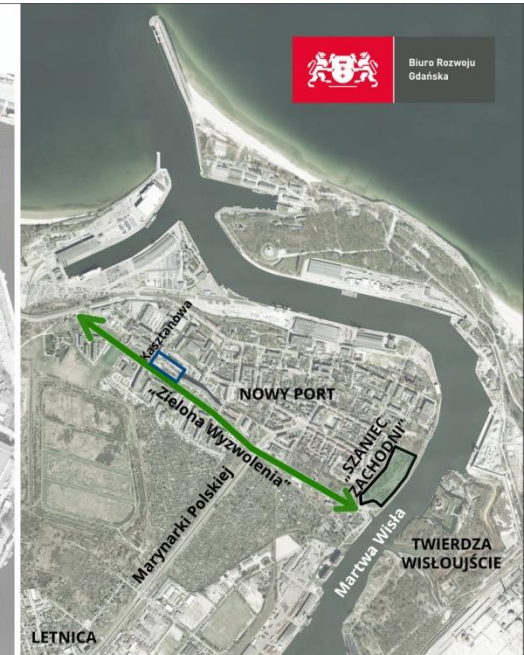 Biuro Rozwoju
Gdańska
Kasztanowa
„Zielona Wyzwolenia”
NOWY PORT
„SZANIEC
ZACHODNI”
Marynarki Polskiej
Martwa Wisła
TWIERDZA
WISŁOUJŚCIE
LETNICA